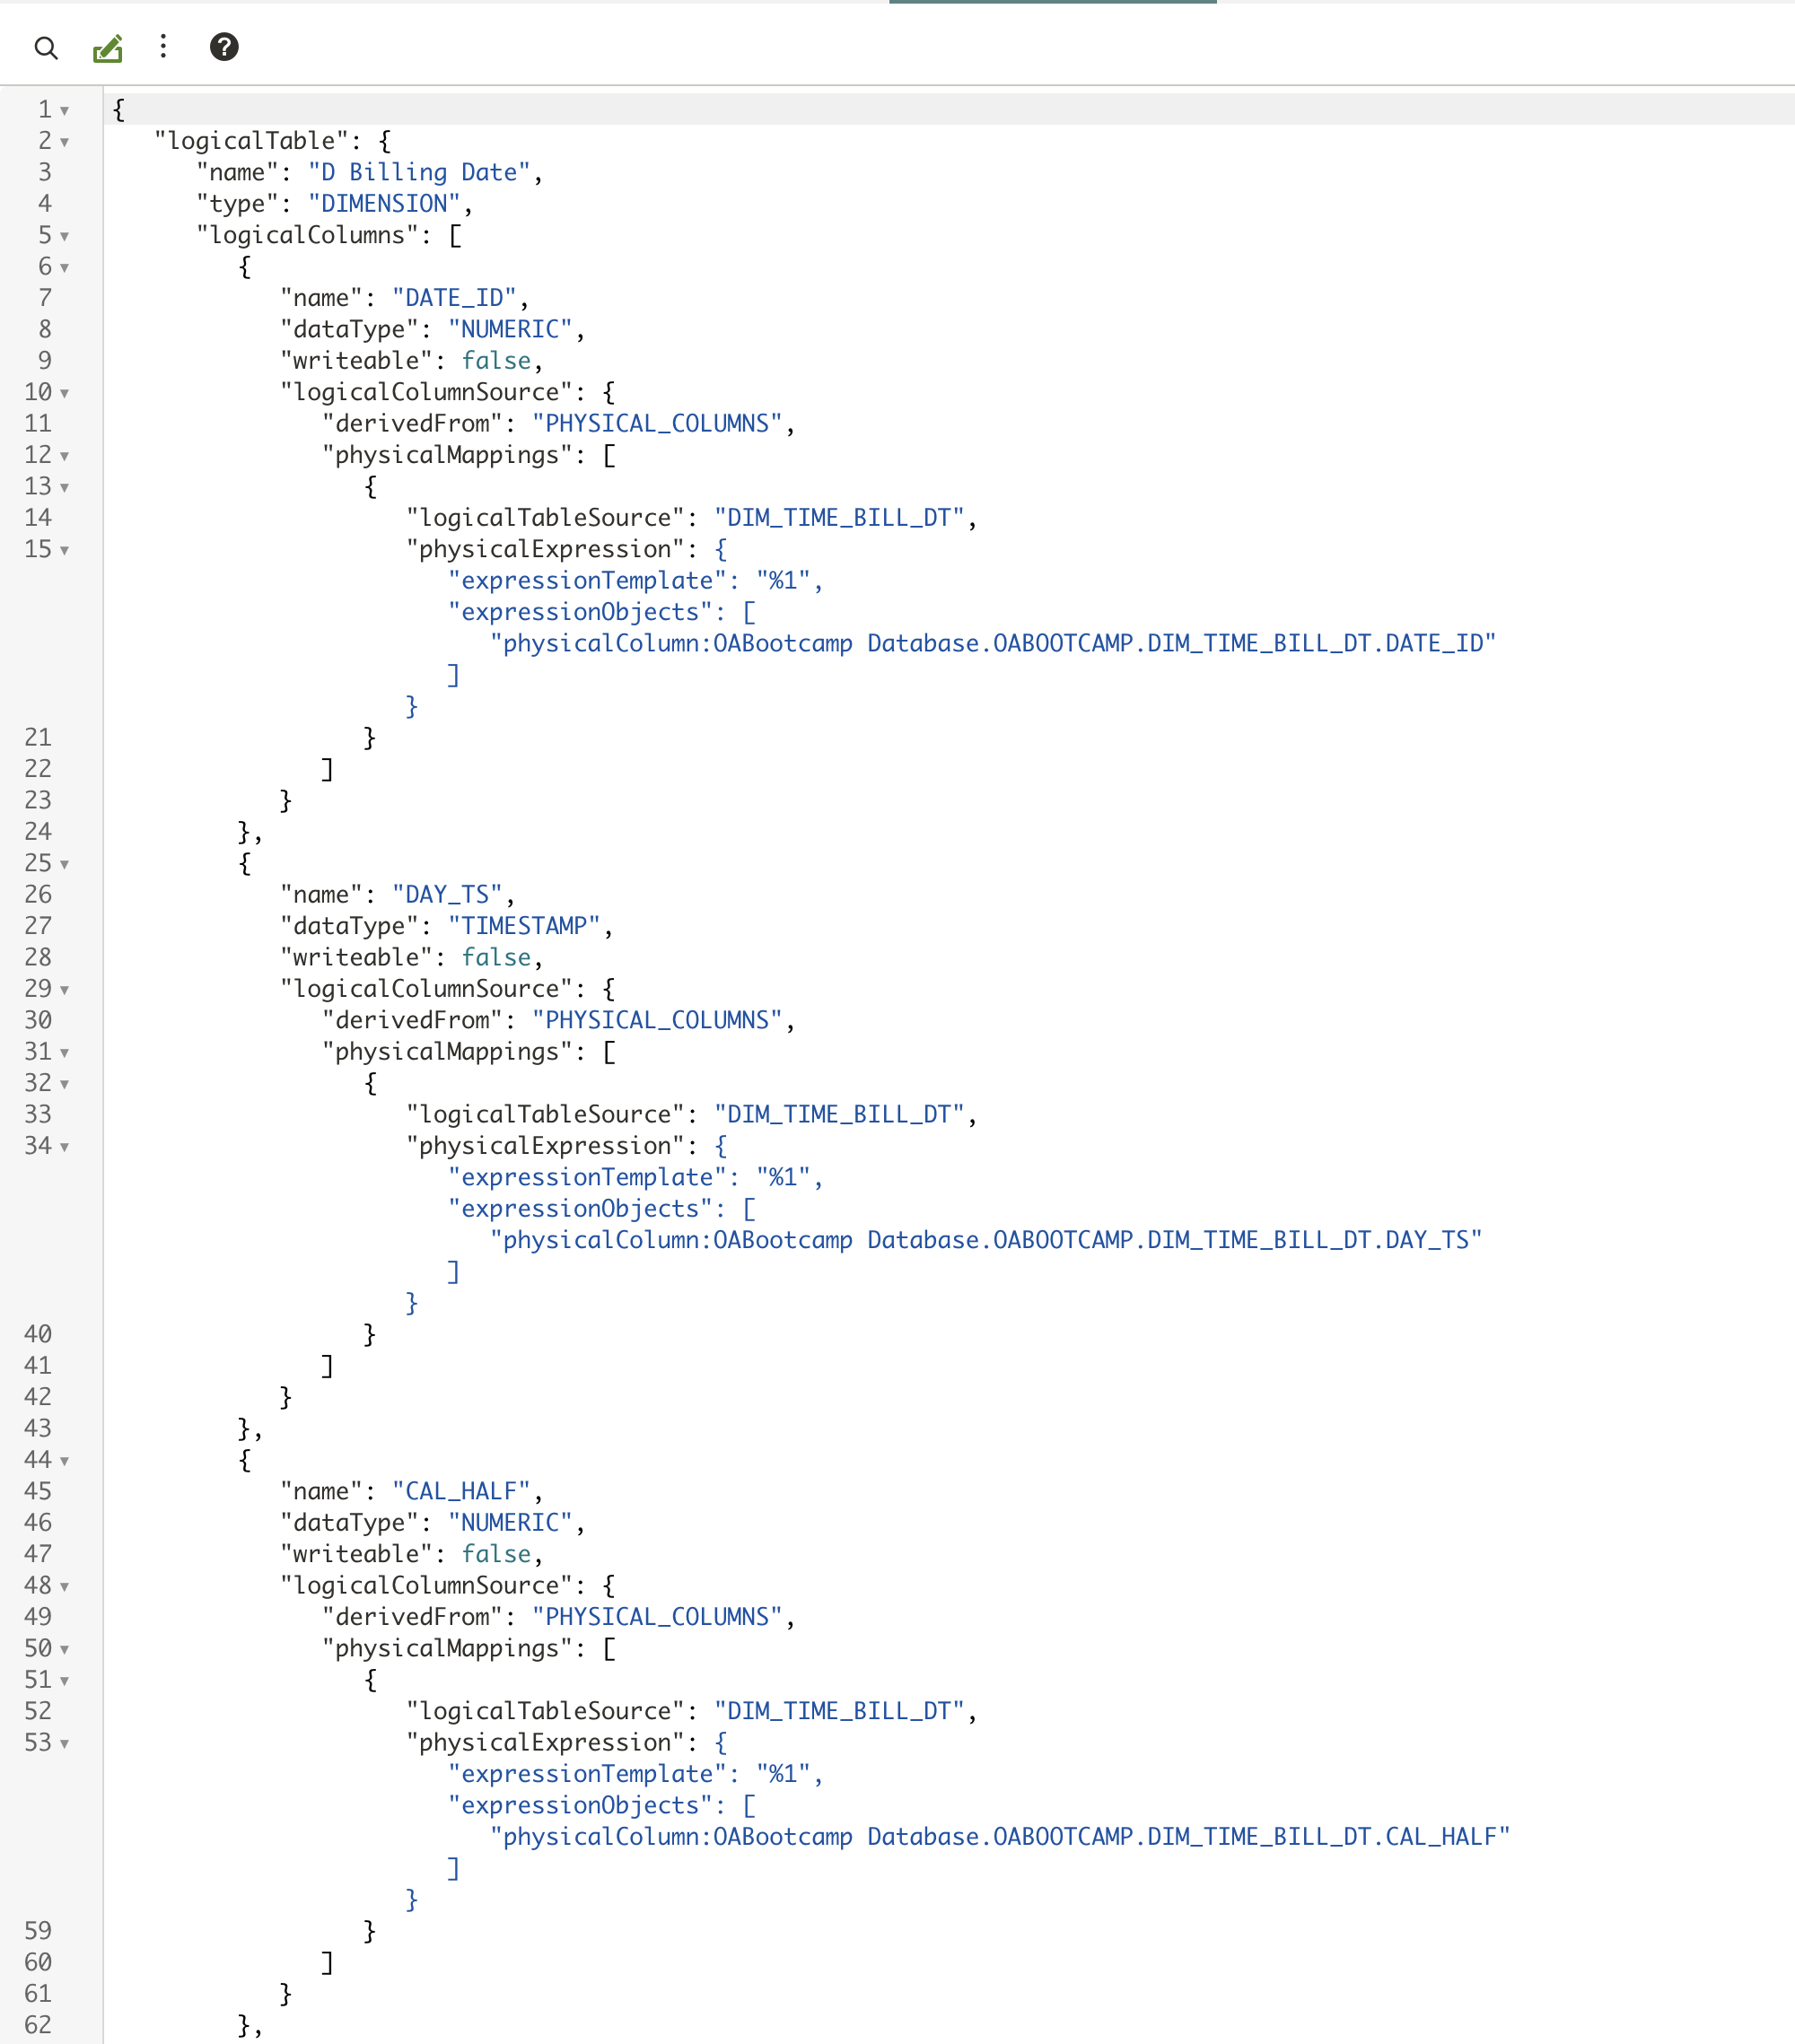 ?
1 {
2 "logicalTable": {
3 "name": "D Billing Date",
4 "type": "DIMENSION",
5 "logicalColumns": [
6 {
7 "name": "DATE_ID",
8 "dataType": "NUMERIC",
9 "writeable": false,
10 "logicalColumnSource": {
11 "derivedFrom": "PHYSICAL_COLUMNS",
12 "physicalMappings": [
13 {
14 "logicalTableSource": "DIM_TIME_BILL_DT",
15 "physicalExpression": {
"expressionTemplate": "%1",
"expressionObjects": [
"physicalColumn:OABootcamp Database.OABOOTCAMP.DIM_TIME_BILL_DT.DATE_ID"
]
}
21 }
22 ]
23 }
24 },
25 {
26 "name": "DAY_TS",
27 "dataType": "TIMESTAMP",
28 "writeable": false,
29 "logicalColumnSource": {
30 "derivedFrom": "PHYSICAL_COLUMNS",
31 "physicalMappings": [
32 {
33 "logicalTableSource": "DIM_TIME_BILL_DT",
34 "physicalExpression": {
"expressionTemplate": "%1",
"expressionObjects": [
"physicalColumn:OABootcamp Database.OABOOTCAMP.DIM_TIME_BILL_DT.DAY_TS"
]
}
40 }
41 ]
42 }
43 },
44 {
45 "name": "CAL_HALF",
46 "dataType": "NUMERIC",
47 "writeable": false,
48 "logicalColumnSource": {
49 "derivedFrom": "PHYSICAL_COLUMNS",
50 "physicalMappings": [
51 {
52 "logicalTableSource": "DIM_TIME_BILL_DT",
53 "physicalExpression": {
"expressionTemplate": "%1",
"expressionObjects": [
"physicalColumn:OABootcamp Database.OABOOTCAMP.DIM_TIME_BILL_DT.CAL_HALF"
]
}
59 }
60 ]
61 }
62 },